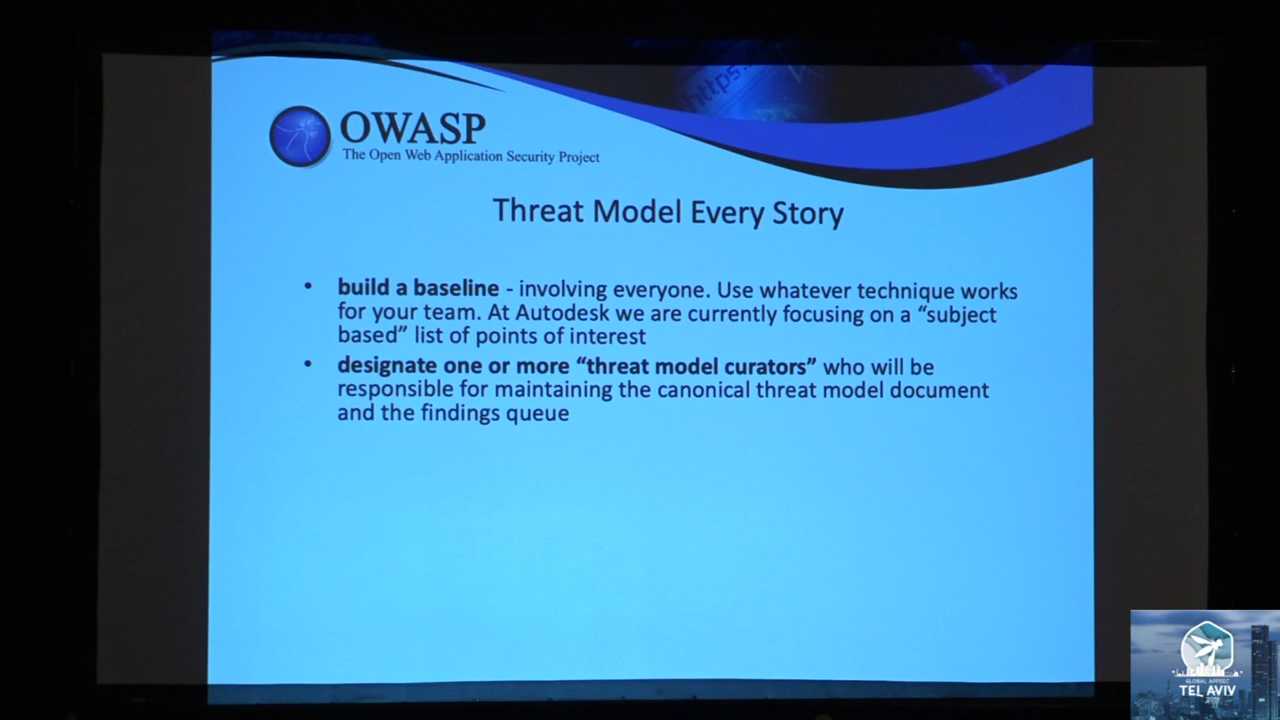 https:
OWASP
The Open Web Application Security Project
Threat Model Every Story
• build a baseline - involving everyone. Use whatever technique works
for your team. At Autodesk we are currently focusing on a “subject
based” list of points of interest
• designate one or more “threat model curators” who will be
responsible for maintaining the canonical threat model document
and the findings queue
GLOBAL APPSEC
TEL AVIV